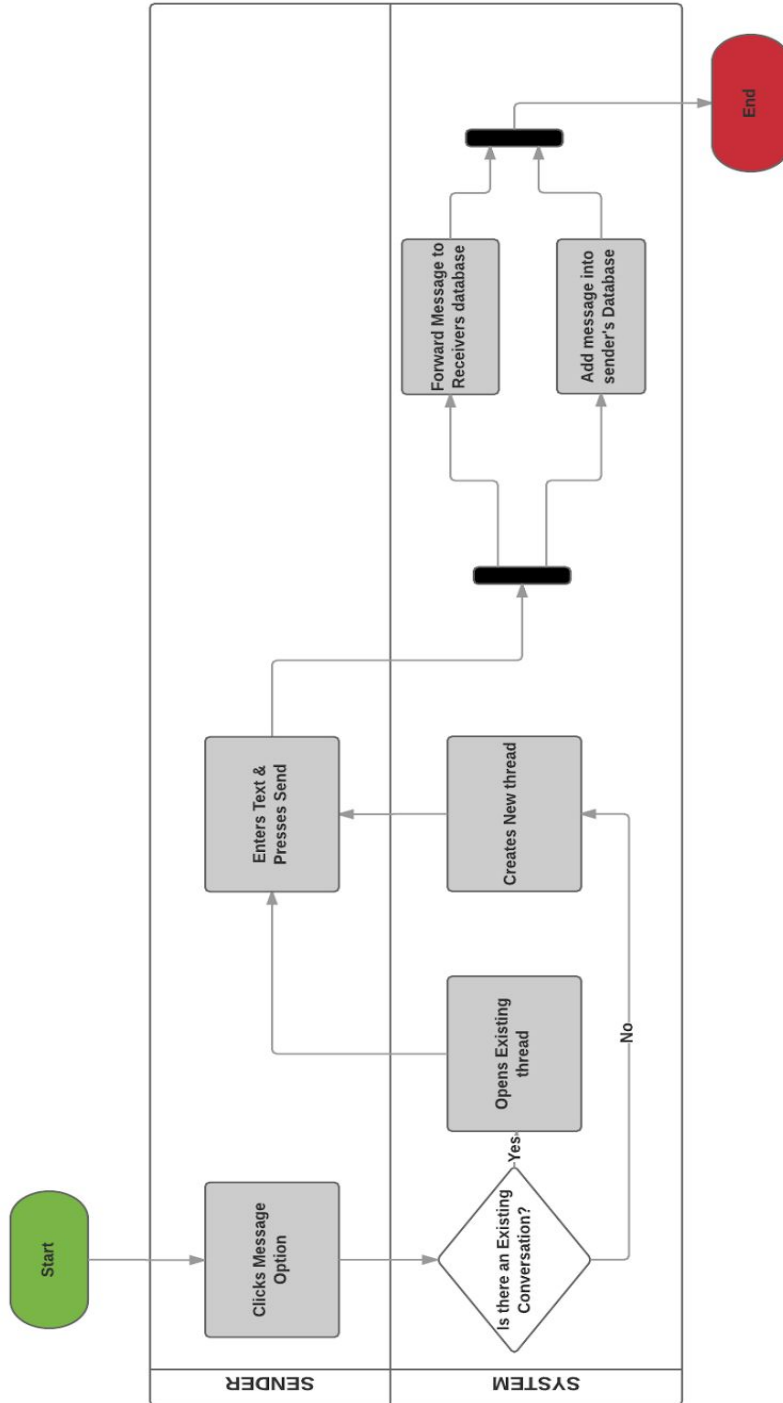 SENDER
SYSTEM
Start
Clicks Message
Option
Is there an Existing
Conversation?
Yes
No
Opens Existing
thread
Creates New thread
Enters Text &
Presses Send
Forward Message to
Receivers database
Add message into
sender's Database
End